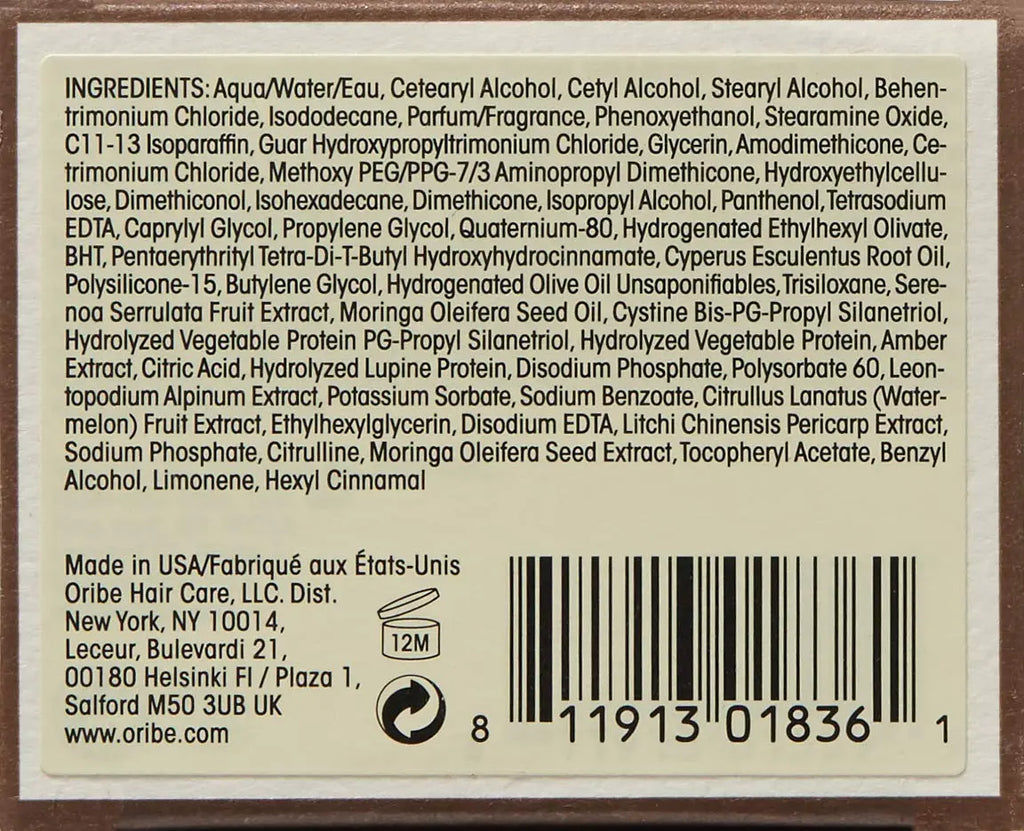 INGREDIENTS: Aqua/Water/Eau, Cetearyl Alcohol, Cetyl Alcohol, Stearyl Alcohol, Behen-
trimonium Chloride, Isododecane, Parfum/Fragrance, Phenoxyethanol, Stearamine Oxide,
C11-13 Isoparaffin, Guar Hydroxypropyltrimonium Chloride, Glycerin, Amodimethicone, Ce-
trimonium Chloride, Methoxy PEG/PPG-7/3 Aminopropyl Dimethicone, Hydroxyethylcellu-
lose, Dimethiconol, Isohexadecane, Dimethicone, Isopropyl Alcohol, Panthenol, Tetrasodium
EDTA, Caprylyl Glycol, Propylene Glycol, Quaternium-80, Hydrogenated Ethylhexyl Olivate,
BHT, Pentaerythrityl Tetra-Di-T-Butyl Hydroxyhydrocinnamate, Cyperus Esculentus Root Oil,
Polysilicone-15, Butylene Glycol, Hydrogenated Olive Oil Unsaponifiables, Trisiloxane, Sere-
noa Serrulata Fruit Extract, Moringa Oleifera Seed Oil, Cystine Bis-PG-Propyl Silanetriol,
Hydrolyzed Vegetable Protein PG-Propyl Silanetriol, Hydrolyzed Vegetable Protein, Amber
Extract, Citric Acid, Hydrolyzed Lupine Protein, Disodium Phosphate, Polysorbate 60, Leon-
topodium Alpinum Extract, Potassium Sorbate, Sodium Benzoate, Citrullus Lanatus (Water-
melon) Fruit Extract, Ethylhexylglycerin, Disodium EDTA, Litchi Chinensis Pericarp Extract,
Sodium Phosphate, Citrulline, Moringa Oleifera Seed Extract, Tocopheryl Acetate, Benzyl
Alcohol, Limonene, Hexyl Cinnamal
Made in USA/Fabriqué aux États-Unis
Oribe Hair Care, LLC. Dist.
New York, NY 10014,
Leceur, Bulevardi 21,
00180 Helsinki FI / Plaza 1,
Salford M50 3UB UK
www.oribe.com
12M
8 11913 01836 1